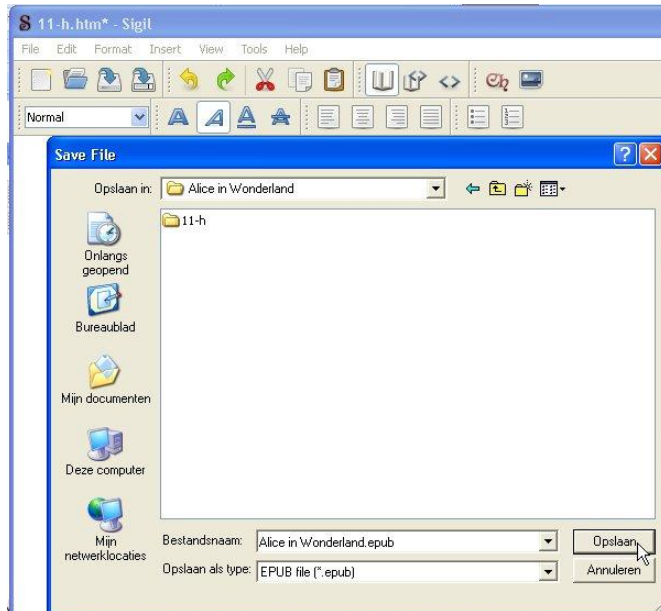 11-h.htm* - Sigil
File Edit Format Insert View Tools Help
Normal
Save File
Opslaan in: Alice in Wonderland
11-h
Onlangs
geopend
Bureaublad
Mijn documenten
Deze computer
Mijn
netwerklocaties
Bestandsnaam: Alice in Wonderland.epub Opslaan
Opslaan als type: EPUB file (*.epub) Annuleren